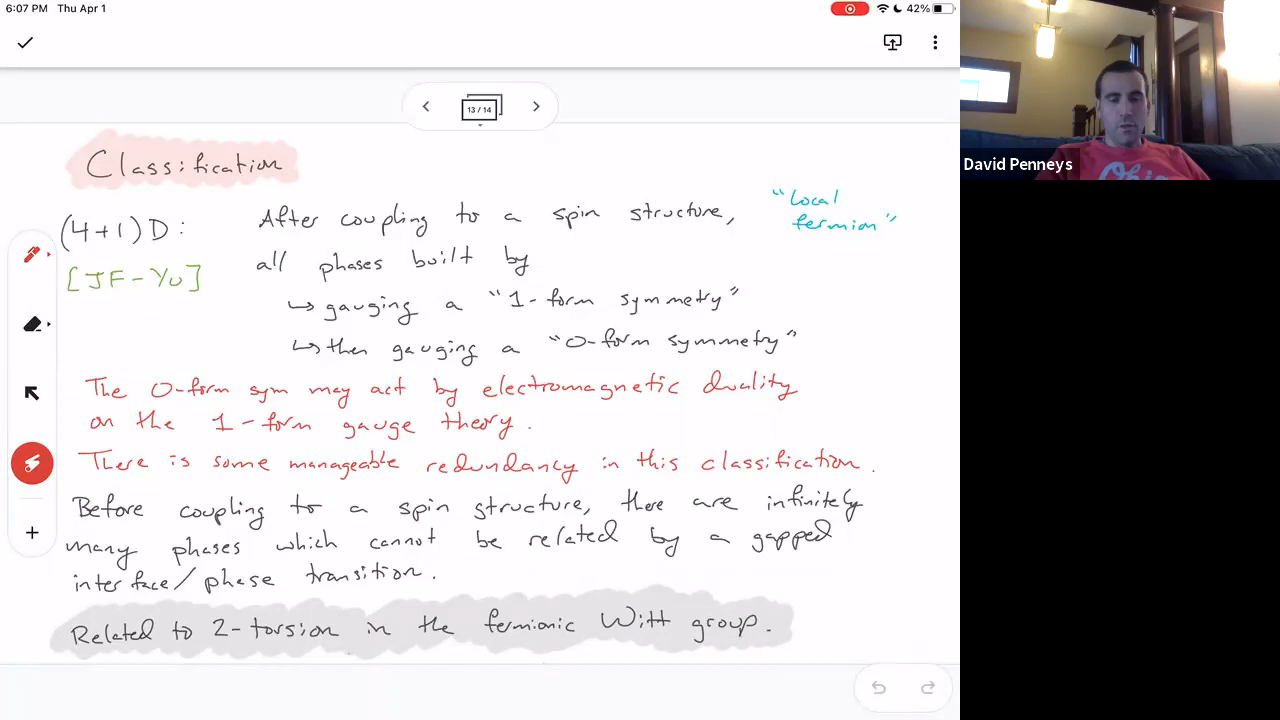 6:07 PM Thu Apr 1
42%
13 / 14
Classification
"Local
fermion"
(4+1)D: After coupling to a spin structure,
[JF-Yu] all phases built by
↳ gauging a "1-form symmetry"
↳ then gauging a "0-form symmetry"
The 0-form sym may act by electromagnetic duality
on the 1-form gauge theory.
There is some manageable redundancy in this classification.
Before coupling to a spin structure, there are infinitely
many phases which cannot be related by a gapped
interface/phase transition.
Related to 2-torsion in the fermionic Witt group.
David Penneys
Ohio